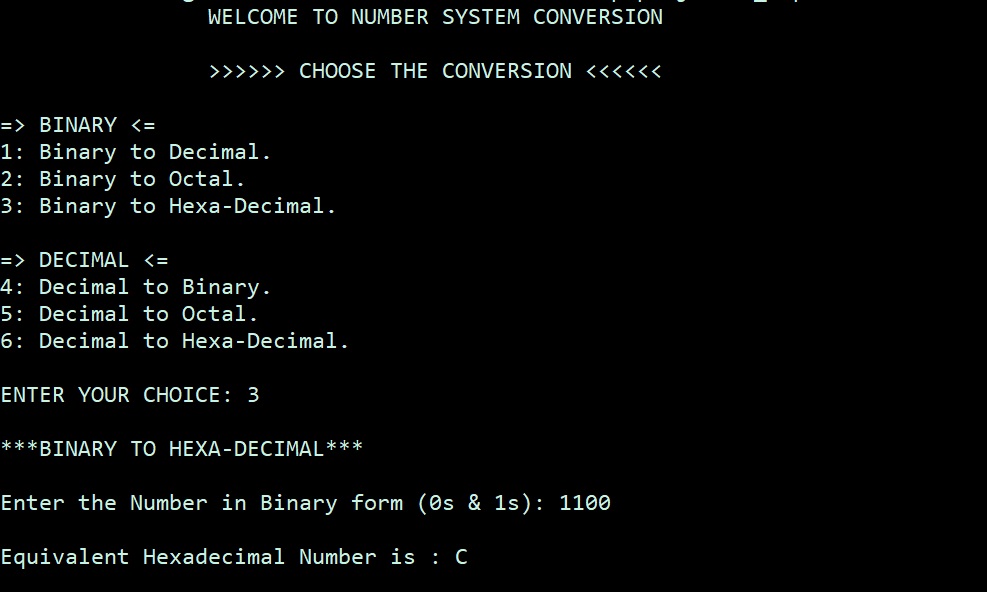 WELCOME TO NUMBER SYSTEM CONVERSION
>>>>>> CHOOSE THE CONVERSION <<<<<<
=> BINARY <=
1: Binary to Decimal.
2: Binary to Octal.
3: Binary to Hexa-Decimal.
=> DECIMAL <=
4: Decimal to Binary.
5: Decimal to Octal.
6: Decimal to Hexa-Decimal.
ENTER YOUR CHOICE: 3
***BINARY TO HEXA-DECIMAL***
Enter the Number in Binary form (0s & 1s): 1100
Equivalent Hexadecimal Number is : C